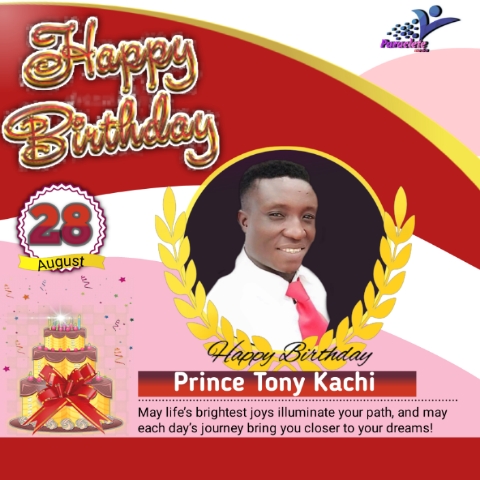 Happy
Birthday
Paraclete
28
August
Happy Birthday
Prince Tony Kachi
May life's brightest joys illuminate your path, and may
each day's journey bring you closer to your dreams!